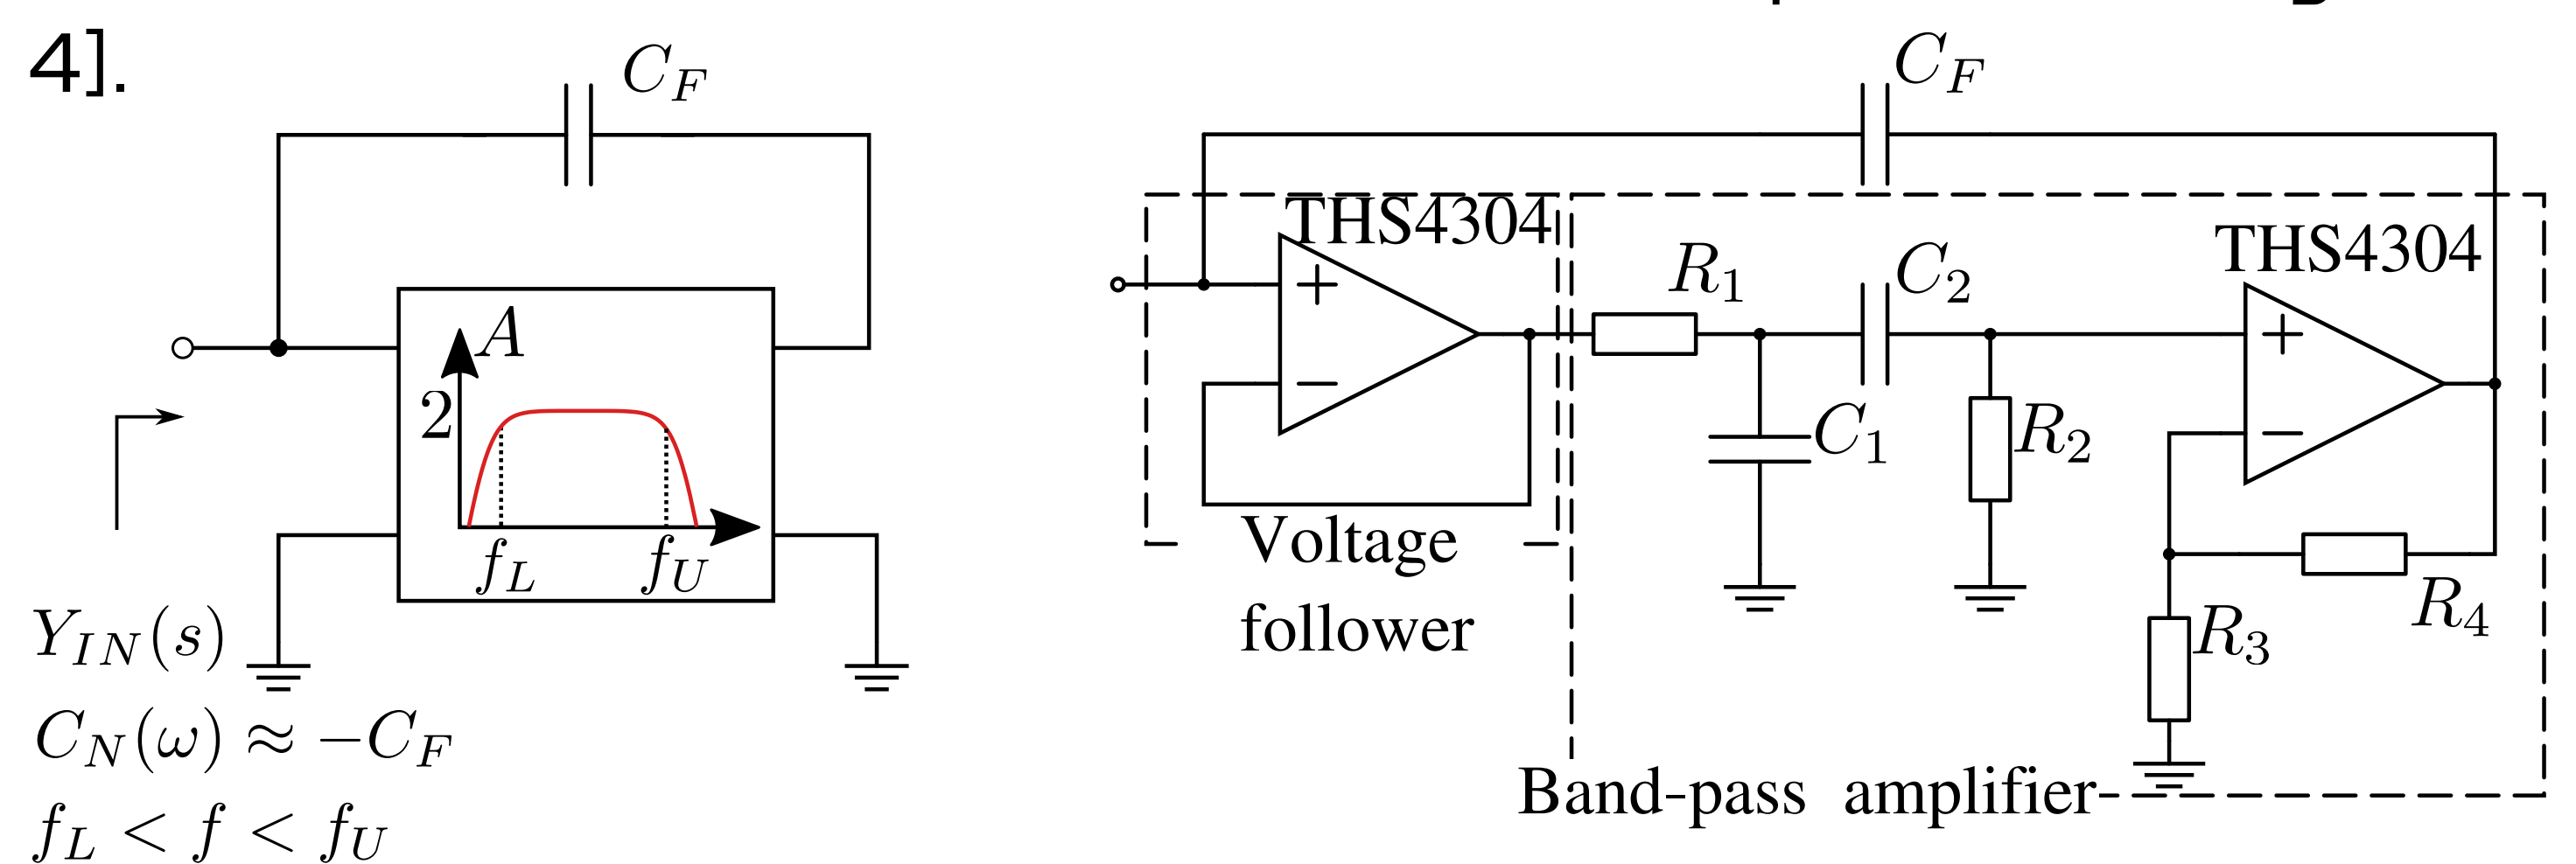 4].
C_F
A
2
f_L
f_U
Y_{IN}(s)
C_N(ω) ≈ −C_F
f_L < f < f_U
C_F
THS4304
+
−
R_1
C_2
C_1
R_2
THS4304
+
−
R_4
R_3
Voltage
follower
Band-pass amplifier